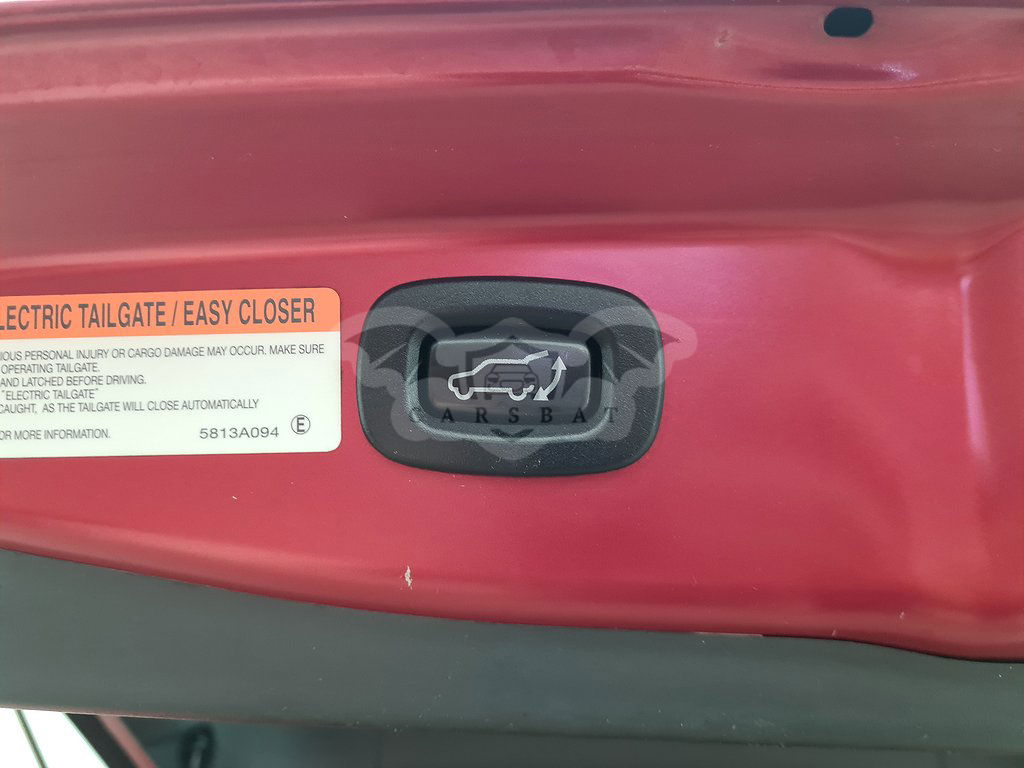 LECTRIC TAILGATE / EASY CLOSER
IOUS PERSONAL INJURY OR CARGO DAMAGE MAY OCCUR. MAKE SURE
OPERATING TAILGATE.
AND LATCHED BEFORE DRIVING.
"ELECTRIC TAILGATE"
CAUGHT, AS THE TAILGATE WILL CLOSE AUTOMATICALLY
OR MORE INFORMATION.
5813A094 E
CARSBAT